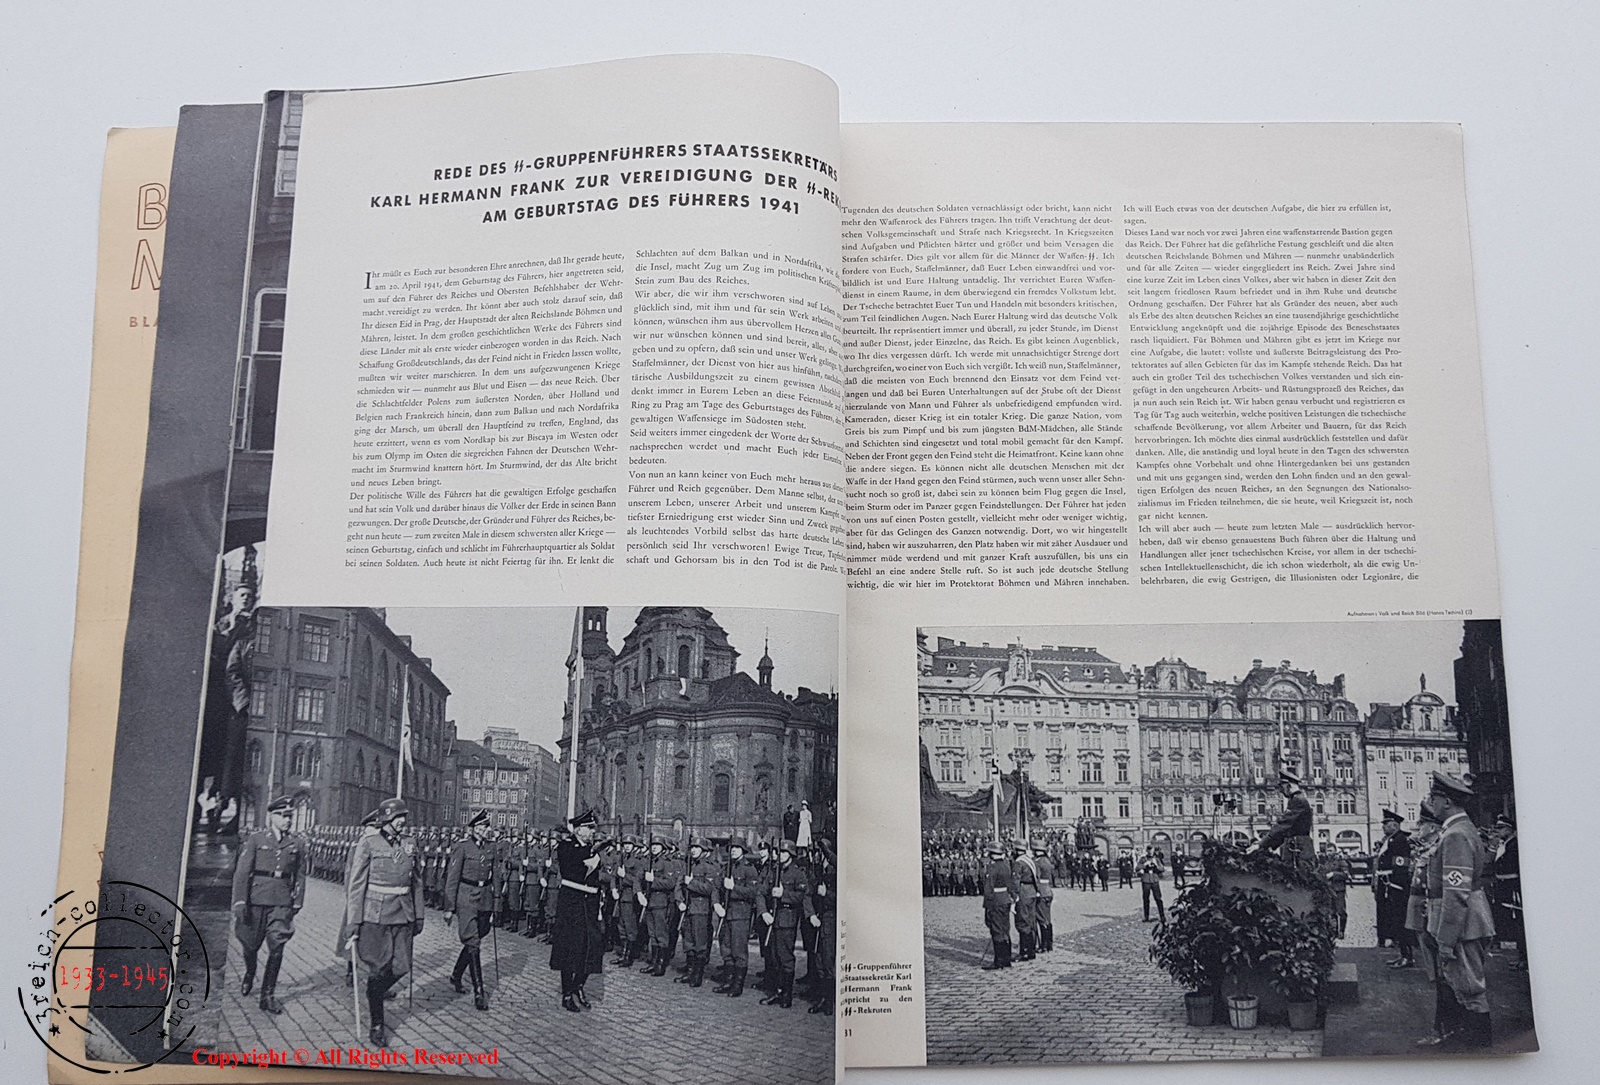 B
M
BLÄ
REDE DES SS-GRUPPENFÜHRERS STAATSSEKRETÄRS
KARL HERMANN FRANK ZUR VEREIDIGUNG DER SS-REK
AM GEBURTSTAG DES FÜHRERS 1941
Ihr müßt es Euch zur besonderen Ehre anrechnen, daß Ihr gerade heute,
am 20. April 1941, dem Geburtstag des Führers, hier angetreten seid,
um auf den Führer des Reiches und Obersten Befehlshaber der Wehr-
macht vereidigt zu werden. Ihr könnt aber auch stolz darauf sein, daß
Ihr diesen Eid in Prag, der Hauptstadt der alten Reichslande Böhmen und
Mähren, leistet. In dem großen geschichtlichen Werke des Führers sind
diese Länder mit als erste wieder einbezogen worden in das Reich. Nach
Schaffung Großdeutschlands, das der Feind nicht in Frieden lassen wollte,
mußten wir weiter marschieren. In dem uns aufgezwungenen Kriege
schmieden wir — nunmehr aus Blut und Eisen — das neue Reich. Über
die Schlachtfelder Polens zum äußersten Norden, über Holland und
Belgien nach Frankreich hinein, dann zum Balkan und nach Nordafrika
ging der Marsch, um überall den Hauptfeind zu treffen, England, das
heute erzittert, wenn es vom Nordkap bis zur Biscaya im Westen oder
bis zum Olymp im Osten die siegreichen Fahnen der Deutschen Wehr-
macht im Sturmwind knattern hört. Im Sturmwind, der das Alte bricht
und neues Leben bringt.
Der politische Wille des Führers hat die gewaltigen Erfolge geschaffen
und hat sein Volk und darüber hinaus die Völker der Erde in seinen Bann
gezwungen. Der große Deutsche, der Gründer und Führer des Reiches, be-
geht nun heute — zum zweiten Male in diesem schwersten aller Kriege —
seinen Geburtstag, einfach und schlicht im Führerhauptquartier als Soldat
bei seinen Soldaten. Auch heute ist nicht Feiertag für ihn. Er lenkt die
Schlachten auf dem Balkan und in Nordafrika, wie
die Insel, macht Zug um Zug im politischen
Stein zum Bau des Reiches.
Wir aber, die wir ihm verschworen sind auf Leben
glücklich sind, mit ihm und für sein Werk arbeiten
können, wünschen ihm aus übervollem Herzen alles
wir nur wünschen können und sind bereit, alles,
geben und zu opfern, daß sein und unser Werk
Staffelmänner, der Dienst von hier aus hinführt,
tärische Ausbildungszeit zu einem gewissen
denkt immer in Eurem Leben an diese Feierstunde
Ring zu Prag am Tage des Geburtstages des Führers,
gewaltigen Waffensiege im Südosten steht.
Seid weiters immer eingedenk der Worte der
nachsprechen werdet und macht Euch jeder Einzelne
bedeuten.
Von nun an kann keiner von Euch mehr heraus aus
Führer und Reich gegenüber. Dem Manne selbst, der
unserem Leben, unserer Arbeit und unserem Kampf
tiefster Erniedrigung erst wieder Sinn und Zweck
als leuchtendes Vorbild selbst das harte deutsche
persönlich seid Ihr verschworen! Ewige Treue,
schaft und Gehorsam bis in den Tod ist die Parole.
Tugenden des deutschen Soldaten vernachlässigt oder bricht, kann nicht
mehr den Waffenrock des Führers tragen. Ihn trifft Verachtung der deut-
schen Volksgemeinschaft und Strafe nach Kriegsrecht. In Kriegszeiten
sind Aufgaben und Pflichten härter und größer und beim Versagen die
Strafen schärfer. Dies gilt vor allem für die Männer der Waffen-SS. Ich
fordere von Euch, Staffelmänner, daß Euer Leben einwandfrei und vor-
bildlich ist und Eure Haltung untadelig. Ihr verrichtet Euren Waffen-
dienst in einem Raume, in dem überwiegend ein fremdes Volkstum lebt.
Der Tscheche betrachtet Euer Tun und Handeln mit besonders kritischen,
zum Teil feindlichen Augen. Nach Eurer Haltung wird das deutsche Volk
beurteilt. Ihr repräsentiert immer und überall, zu jeder Stunde, im Dienst
und außer Dienst, jeder Einzelne, das Reich. Es gibt keinen Augenblick,
wo Ihr dies vergessen dürft. Ich werde mit unnachsichtiger Strenge dort
durchgreifen, wo einer von Euch sich vergißt. Ich weiß nun, Staffelmänner,
daß die meisten von Euch brennend den Einsatz vor dem Feind ver-
langen und daß bei Euren Unterhaltungen auf der Stube oft der Dienst
hierzulande von Mann und Führer als unbefriedigend empfunden wird.
Kameraden, dieser Krieg ist ein totaler Krieg. Die ganze Nation, vom
Greis bis zum Pimpf und bis zum jüngsten BdM-Mädchen, alle Stände
und Schichten sind eingesetzt und total mobil gemacht für den Kampf.
Neben der Front gegen den Feind steht die Heimatfront. Keine kann ohne
die andere siegen. Es können nicht alle deutschen Menschen mit der
Waffe in der Hand gegen den Feind stürmen, auch wenn unser aller Sehn-
sucht noch so groß ist, dabei sein zu können beim Flug gegen die Insel,
beim Sturm oder im Panzer gegen Feindstellungen. Der Führer hat jeden
von uns auf einen Posten gestellt, vielleicht mehr oder weniger wichtig,
aber für das Gelingen des Ganzen notwendig. Dort, wo wir hingestellt
sind, haben wir auszuharren, den Platz haben wir mit zäher Ausdauer und
nimmer müde werdend und mit ganzer Kraft auszufüllen, bis uns ein
Befehl an eine andere Stelle ruft. So ist auch jede deutsche Stellung
wichtig, die wir hier im Protektorat Böhmen und Mähren innehaben.
Ich will Euch etwas von der deutschen Aufgabe, die hier zu erfüllen ist,
sagen.
Dieses Land war noch vor zwei Jahren eine waffenstarrende Bastion gegen
das Reich. Der Führer hat die gefährliche Festung geschleift und die alten
deutschen Reichslande Böhmen und Mähren — nunmehr unabänderlich
und für alle Zeiten — wieder eingegliedert ins Reich. Zwei Jahre sind
eine kurze Zeit im Leben eines Volkes, aber wir haben in dieser Zeit den
seit langem friedlosen Raum befriedet und in ihm Ruhe und deutsche
Ordnung geschaffen. Der Führer hat als Gründer des neuen, aber auch
als Erbe des alten deutschen Reiches an eine tausendjährige geschichtliche
Entwicklung angeknüpft und die 20jährige Episode des Beneschstaates
rasch liquidiert. Für Böhmen und Mähren gibt es jetzt im Kriege nur
eine Aufgabe, die lautet: vollste und äußerste Beitragsleistung des Pro-
tektorates auf allen Gebieten für das im Kampfe stehende Reich. Das hat
auch ein großer Teil des tschechischen Volkes verstanden und sich ein-
gefügt in den ungeheuren Arbeits- und Rüstungsprozeß des Reiches, das
ja nun auch sein Reich ist. Wir haben genau verbucht und registrieren es
Tag für Tag auch weiterhin, welche positiven Leistungen die tschechische
schaffende Bevölkerung, vor allem Arbeiter und Bauern, für das Reich
hervorbringen. Ich möchte dies einmal ausdrücklich feststellen und dafür
danken. Alle, die anständig und loyal heute in den Tagen des schwersten
Kampfes ohne Vorbehalt und ohne Hintergedanken bei uns gestanden
und mit uns gegangen sind, werden den Lohn finden und an den gewal-
tigen Erfolgen des neuen Reiches, an den Segnungen des Nationalso-
zialismus im Frieden teilnehmen, die sie heute, weil Kriegszeit ist, noch
gar nicht kennen.
Ich will aber auch — heute zum letzten Male — ausdrücklich hervor-
heben, daß wir ebenso genauestens Buch führen über die Haltung und
Handlungen aller jener tschechischen Kreise, vor allem in der tschechi-
schen Intellektuellenschicht, die ich schon wiederholt, als die ewig Un-
belehrbaren, die ewig Gestrigen, die Illusionisten oder Legionäre, die
Aufnahmen: Volk und Reich Bild (Hanns Tschira) (2)
SS-Gruppenführer
Staatssekretär Karl
Hermann Frank
spricht zu den
SS-Rekruten
31
3reich-collector.com
1933-1945
Copyright © All Rights Reserved